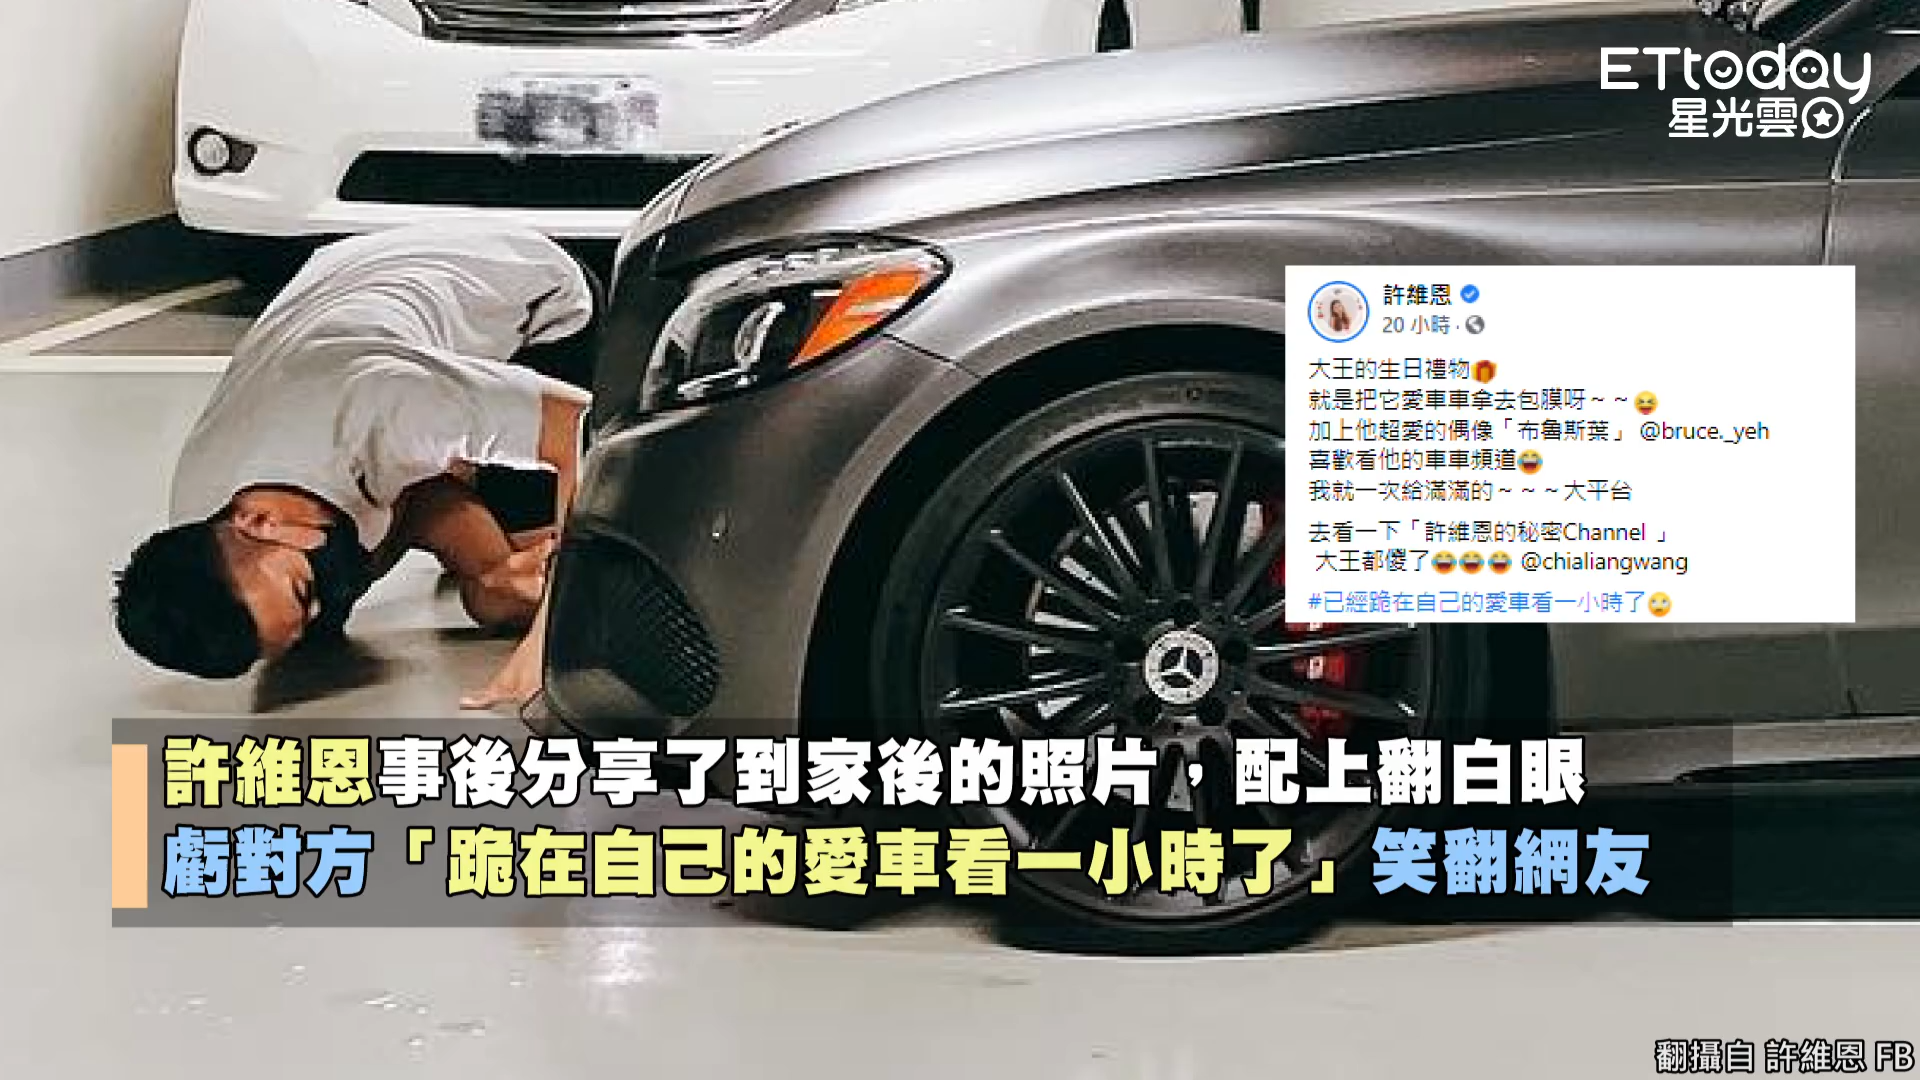 ETtoday
星光雲
許維恩
20 小時
大王的生日禮物🎁
就是把它愛車車拿去包膜呀～～😝
加上他超愛的偶像「布魯斯葉」 @bruce._yeh
喜歡看他的車車頻道😂
我就一次給滿滿的～～～大平台
去看一下「許維恩的秘密Channel 」
大王都傻了😂😂😂 @chialiangwang
#已經跪在自己的愛車看一小時了🙄
許維恩事後分享了到家後的照片，配上翻白眼
虧對方「跪在自己的愛車看一小時了」笑翻網友
翻攝自 許維恩 FB